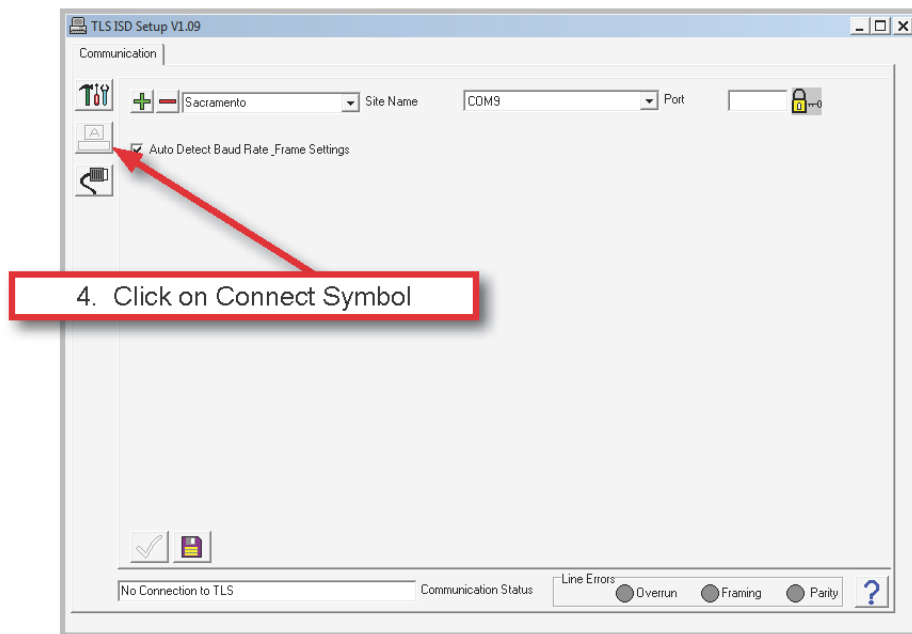 TLS ISD Setup V1.09
Communication
Sacramento Site Name COM9 Port
A
Auto Detect Baud Rate_Frame Settings
4. Click on Connect Symbol
No Connection to TLS Communication Status Line Errors Overrun Framing Parity ?